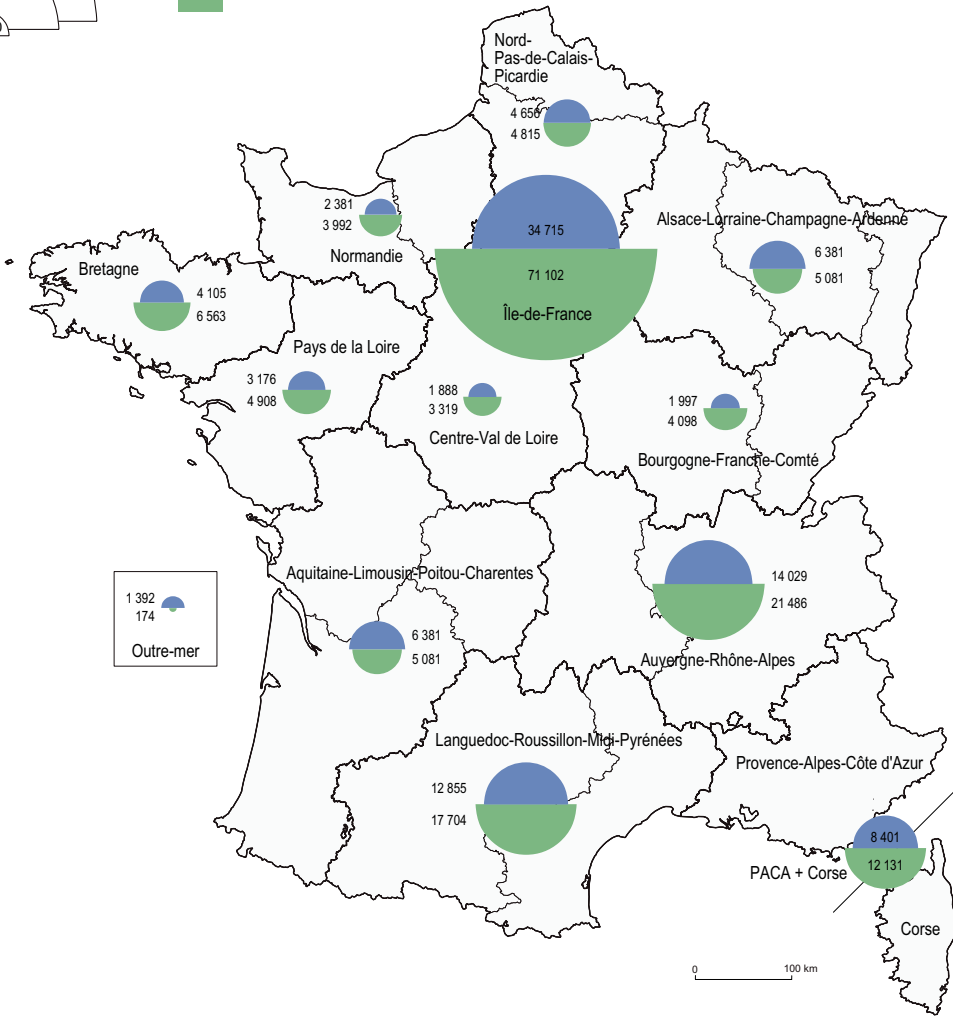 Nord-
Pas-de-Calais-
Picardie
4 656
4 815
2 381
3 992
Normandie
34 715
71 102
Île-de-France
Alsace-Lorraine-Champagne-Ardenne
6 381
5 081
Bretagne
4 105
6 563
Pays de la Loire
3 176
4 908
1 888
3 319
Centre-Val de Loire
1 997
4 098
Bourgogne-Franche-Comté
Aquitaine-Limousin-Poitou-Charentes
6 381
5 081
14 029
21 486
Auvergne-Rhône-Alpes
1 392
174
Outre-mer
Languedoc-Roussillon-Midi-Pyrénées
12 855
17 704
Provence-Alpes-Côte d'Azur
8 401
12 131
PACA + Corse
Corse
0 100 km